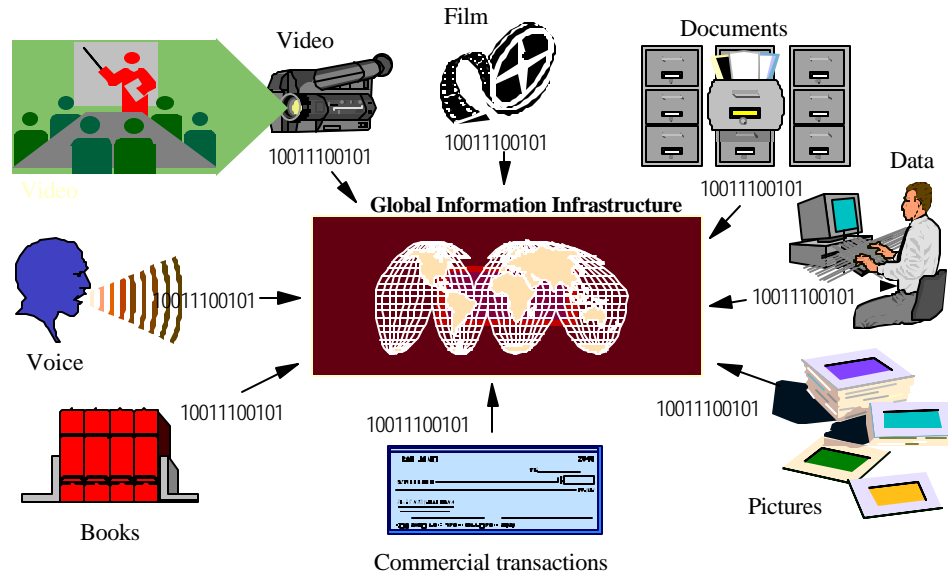 Film
Video
Documents
10011100101
10011100101
Data
Video
10011100101
Global Information Infrastructure
10011100101
10011100101
Voice
10011100101
10011100101
10011100101
Books
Pictures
Commercial transactions